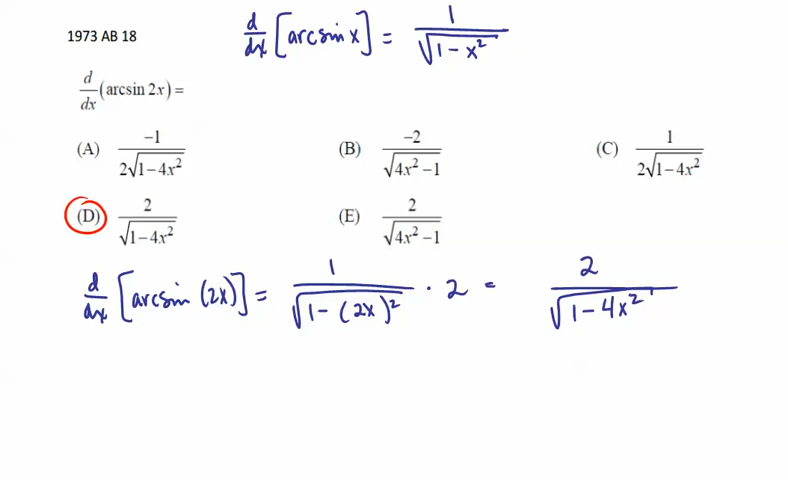 d/dx [arcsin x] = 1/√(1 - x²)
1973 AB 18
d/dx (arcsin 2x) =
(A) -1/(2√(1-4x²)) (B) -2/√(4x²-1) (C) 1/(2√(1-4x²))
(D) 2/√(1-4x²) (E) 2/√(4x²-1)
d/dx [arcsin (2x)] = 1/√(1 - (2x)²) · 2 = 2/√(1 - 4x²)